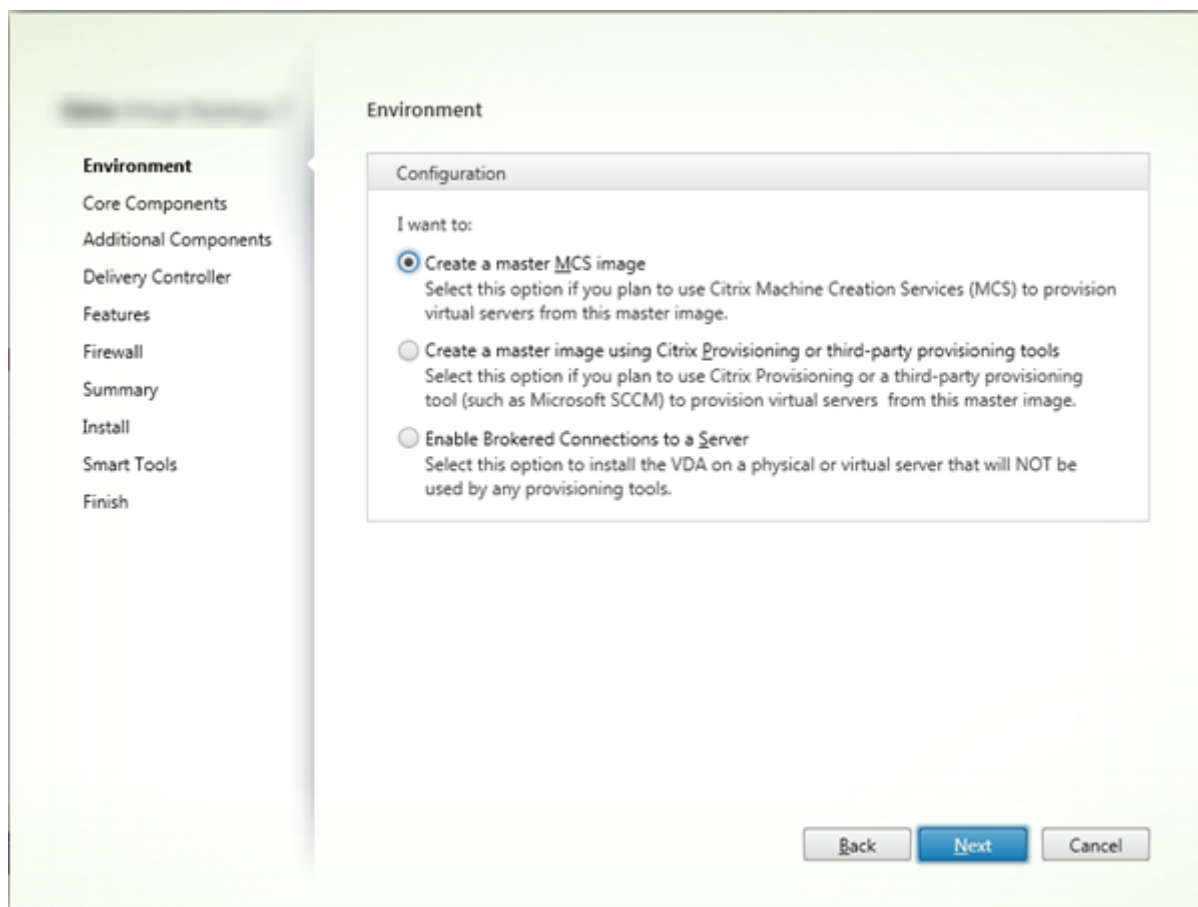 Environment
Core Components
Additional Components
Delivery Controller
Features
Firewall
Summary
Install
Smart Tools
Finish
Environment
Configuration
I want to:
Create a master MCS image
Select this option if you plan to use Citrix Machine Creation Services (MCS) to provision
virtual servers from this master image.
Create a master image using Citrix Provisioning or third-party provisioning tools
Select this option if you plan to use Citrix Provisioning or a third-party provisioning
tool (such as Microsoft SCCM) to provision virtual servers from this master image.
Enable Brokered Connections to a Server
Select this option to install the VDA on a physical or virtual server that will NOT be
used by any provisioning tools.
Back
Next
Cancel